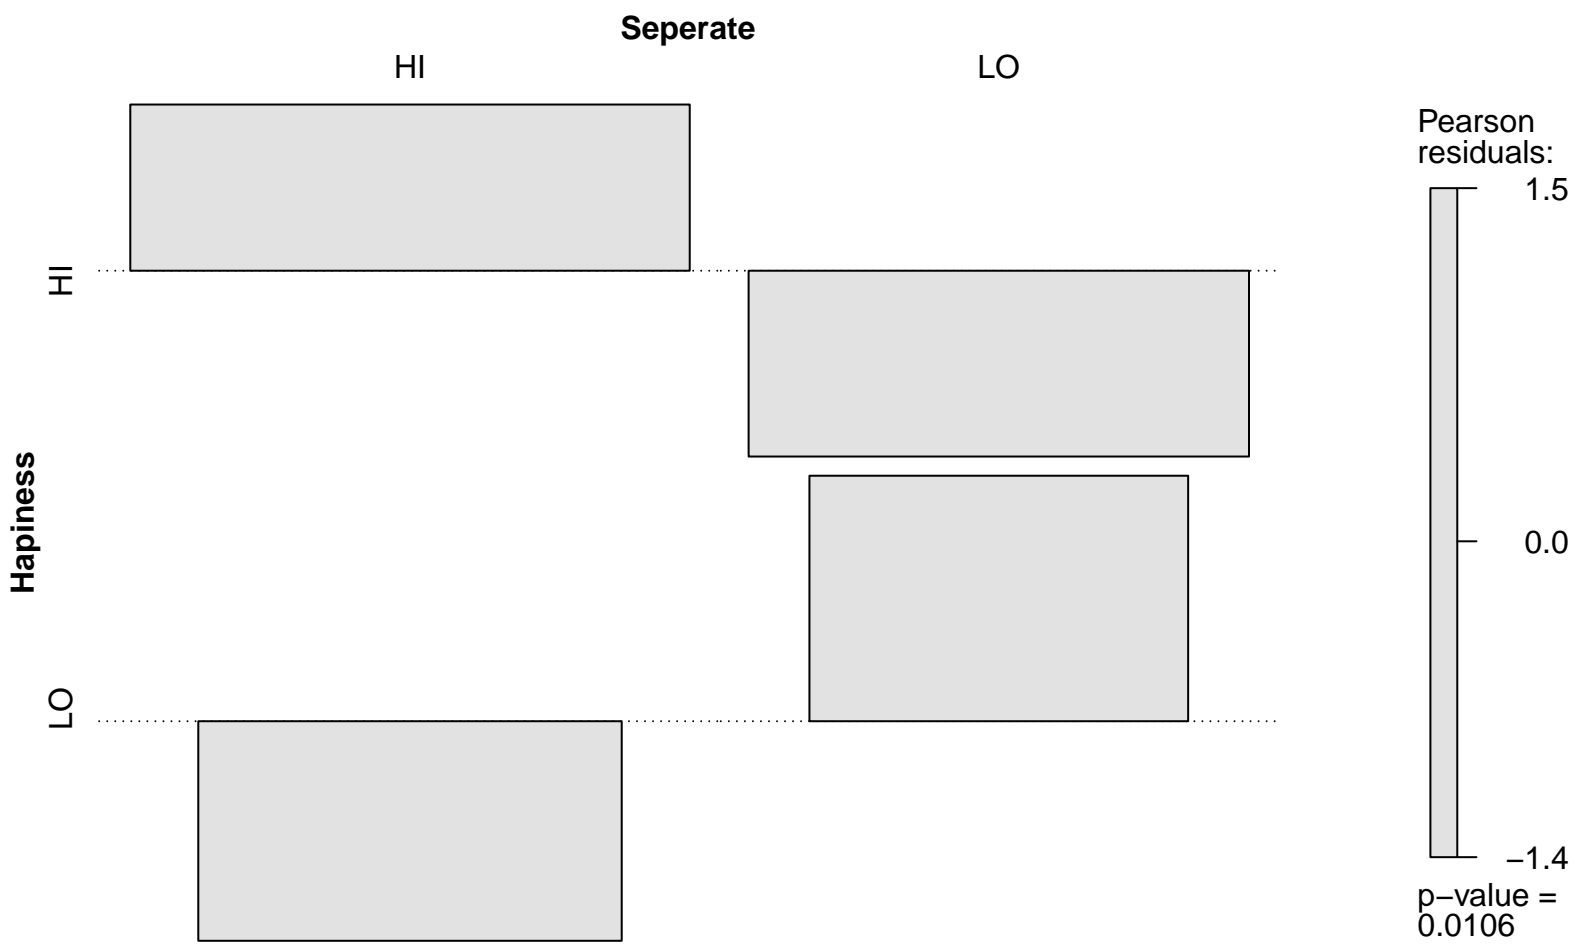 Seperate
HI
LO
HI
Hapiness
LO
Pearson
residuals:
1.5
0.0
−1.4
p−value =
0.0106